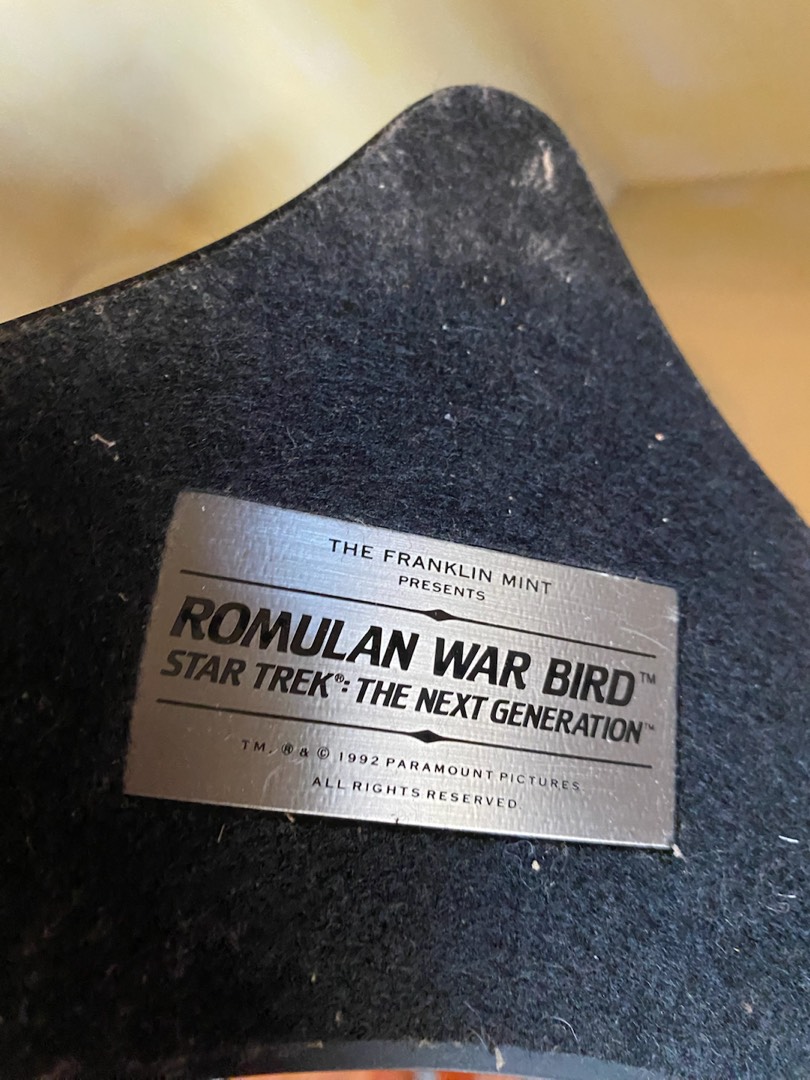 THE FRANKLIN MINT
PRESENTS
ROMULAN WAR BIRD™
STAR TREK®: THE NEXT GENERATION™
TM, ® & © 1992 PARAMOUNT PICTURES
ALL RIGHTS RESERVED.